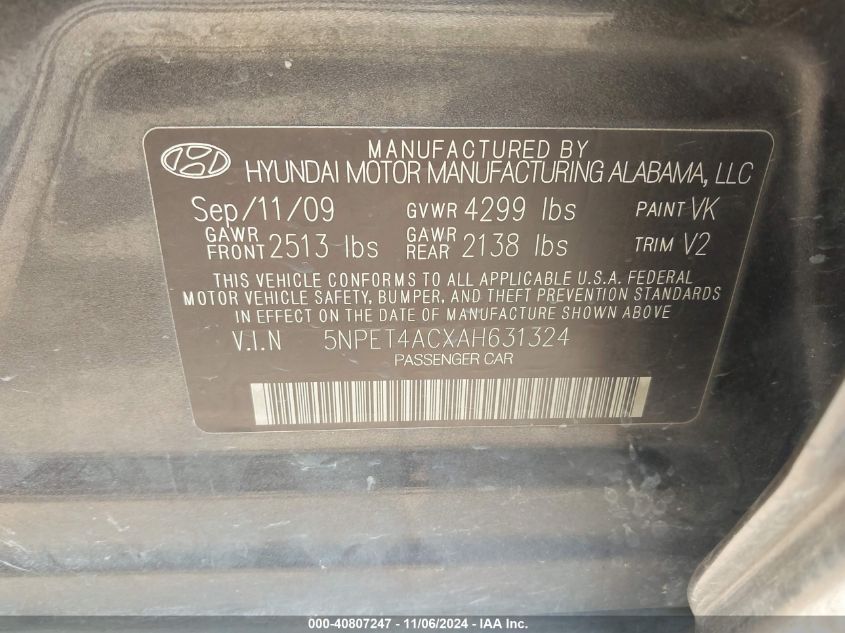 MANUFACTURED BY
HYUNDAI MOTOR MANUFACTURING ALABAMA, LLC
Sep/11/09 GVWR 4299 lbs PAINT VK
GAWR FRONT 2513 lbs GAWR REAR 2138 lbs TRIM V2
THIS VEHICLE CONFORMS TO ALL APPLICABLE U.S.A. FEDERAL
MOTOR VEHICLE SAFETY, BUMPER, AND THEFT PREVENTION STANDARDS
IN EFFECT ON THE DATE OF MANUFACTURE SHOWN ABOVE.
V.I.N 5NPET4ACXAH631324
PASSENGER CAR
000-40807247 - 11/06/2024 - IAA Inc.